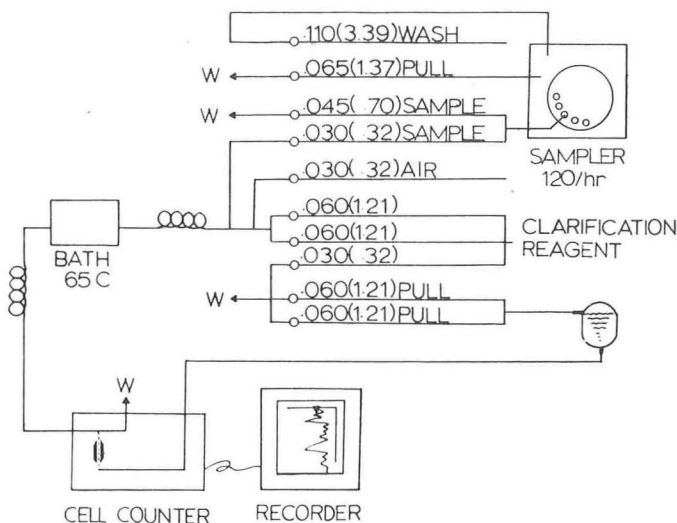 .110(3.39)WASH
W
.065(1.37)PULL
W
.045(.70)SAMPLE
.030(.32)SAMPLE
SAMPLER
120/hr
.030(.32)AIR
.060(1.21)
.060(1.21)
CLARIFICATION
REAGENT
.030(.32)
BATH
65 C
W
.060(1.21)PULL
.060(1.21)PULL
W
CELL COUNTER
RECORDER